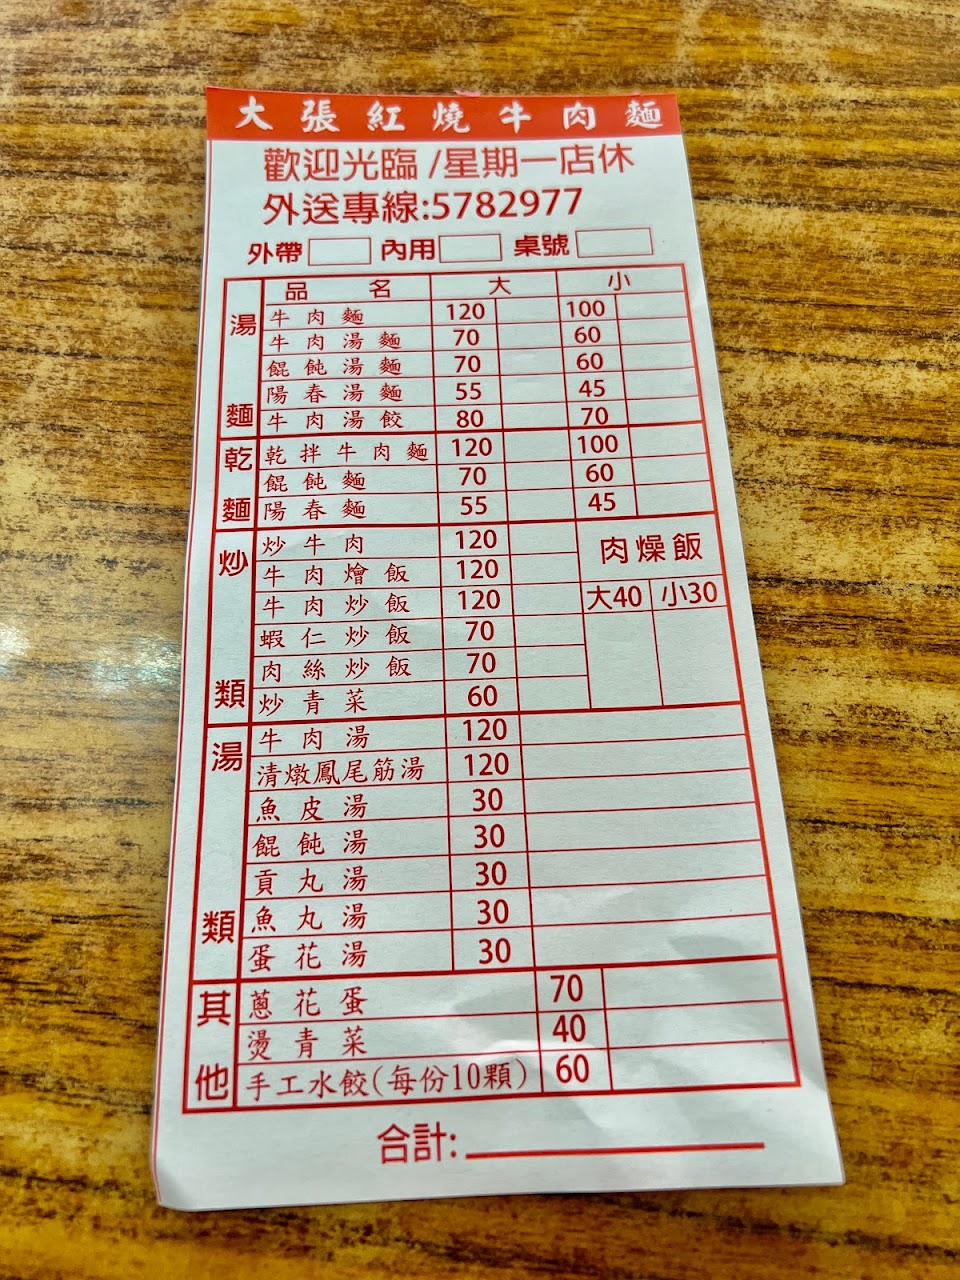 大張紅燒牛肉麵
歡迎光臨/星期一店休
外送專線:5782977
外帶 內用 桌號
品名 大 小
湯麵
牛肉麵 120 100
牛肉湯麵 70 60
餛飩湯麵 70 60
陽春湯麵 55 45
牛肉湯餃 80 70
乾麵
乾拌牛肉麵 120 100
餛飩麵 70 60
陽春麵 55 45
炒類
炒牛肉 120
牛肉燴飯 120
牛肉炒飯 120
蝦仁炒飯 70
肉絲炒飯 70
炒青菜 60
肉燥飯
大40 小30
湯類
牛肉湯 120
清燉鳳尾筋湯 120
魚皮湯 30
餛飩湯 30
貢丸湯 30
魚丸湯 30
蛋花湯 30
其他
蔥花蛋 70
燙青菜 40
手工水餃(每份10顆) 60
合計: